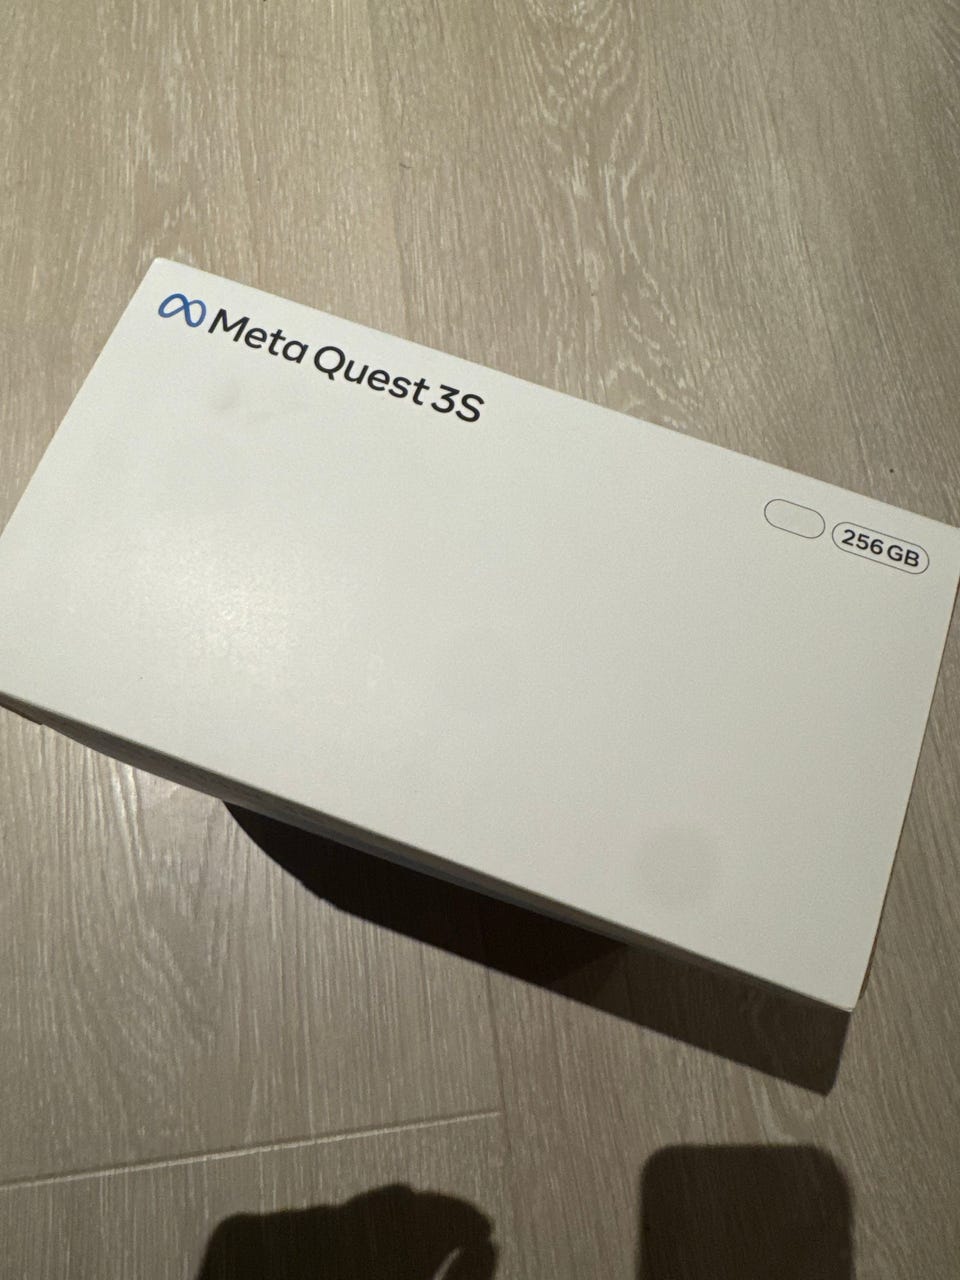 Meta Quest 3S
256 GB